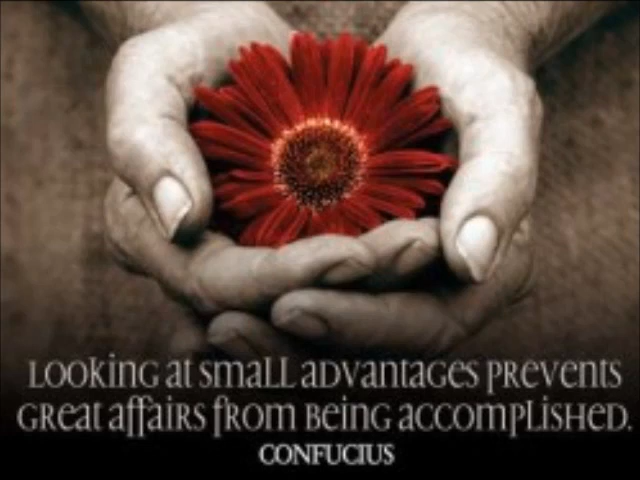 Looking at small advantages prevents
great affairs from being accomplished.
CONFUCIUS